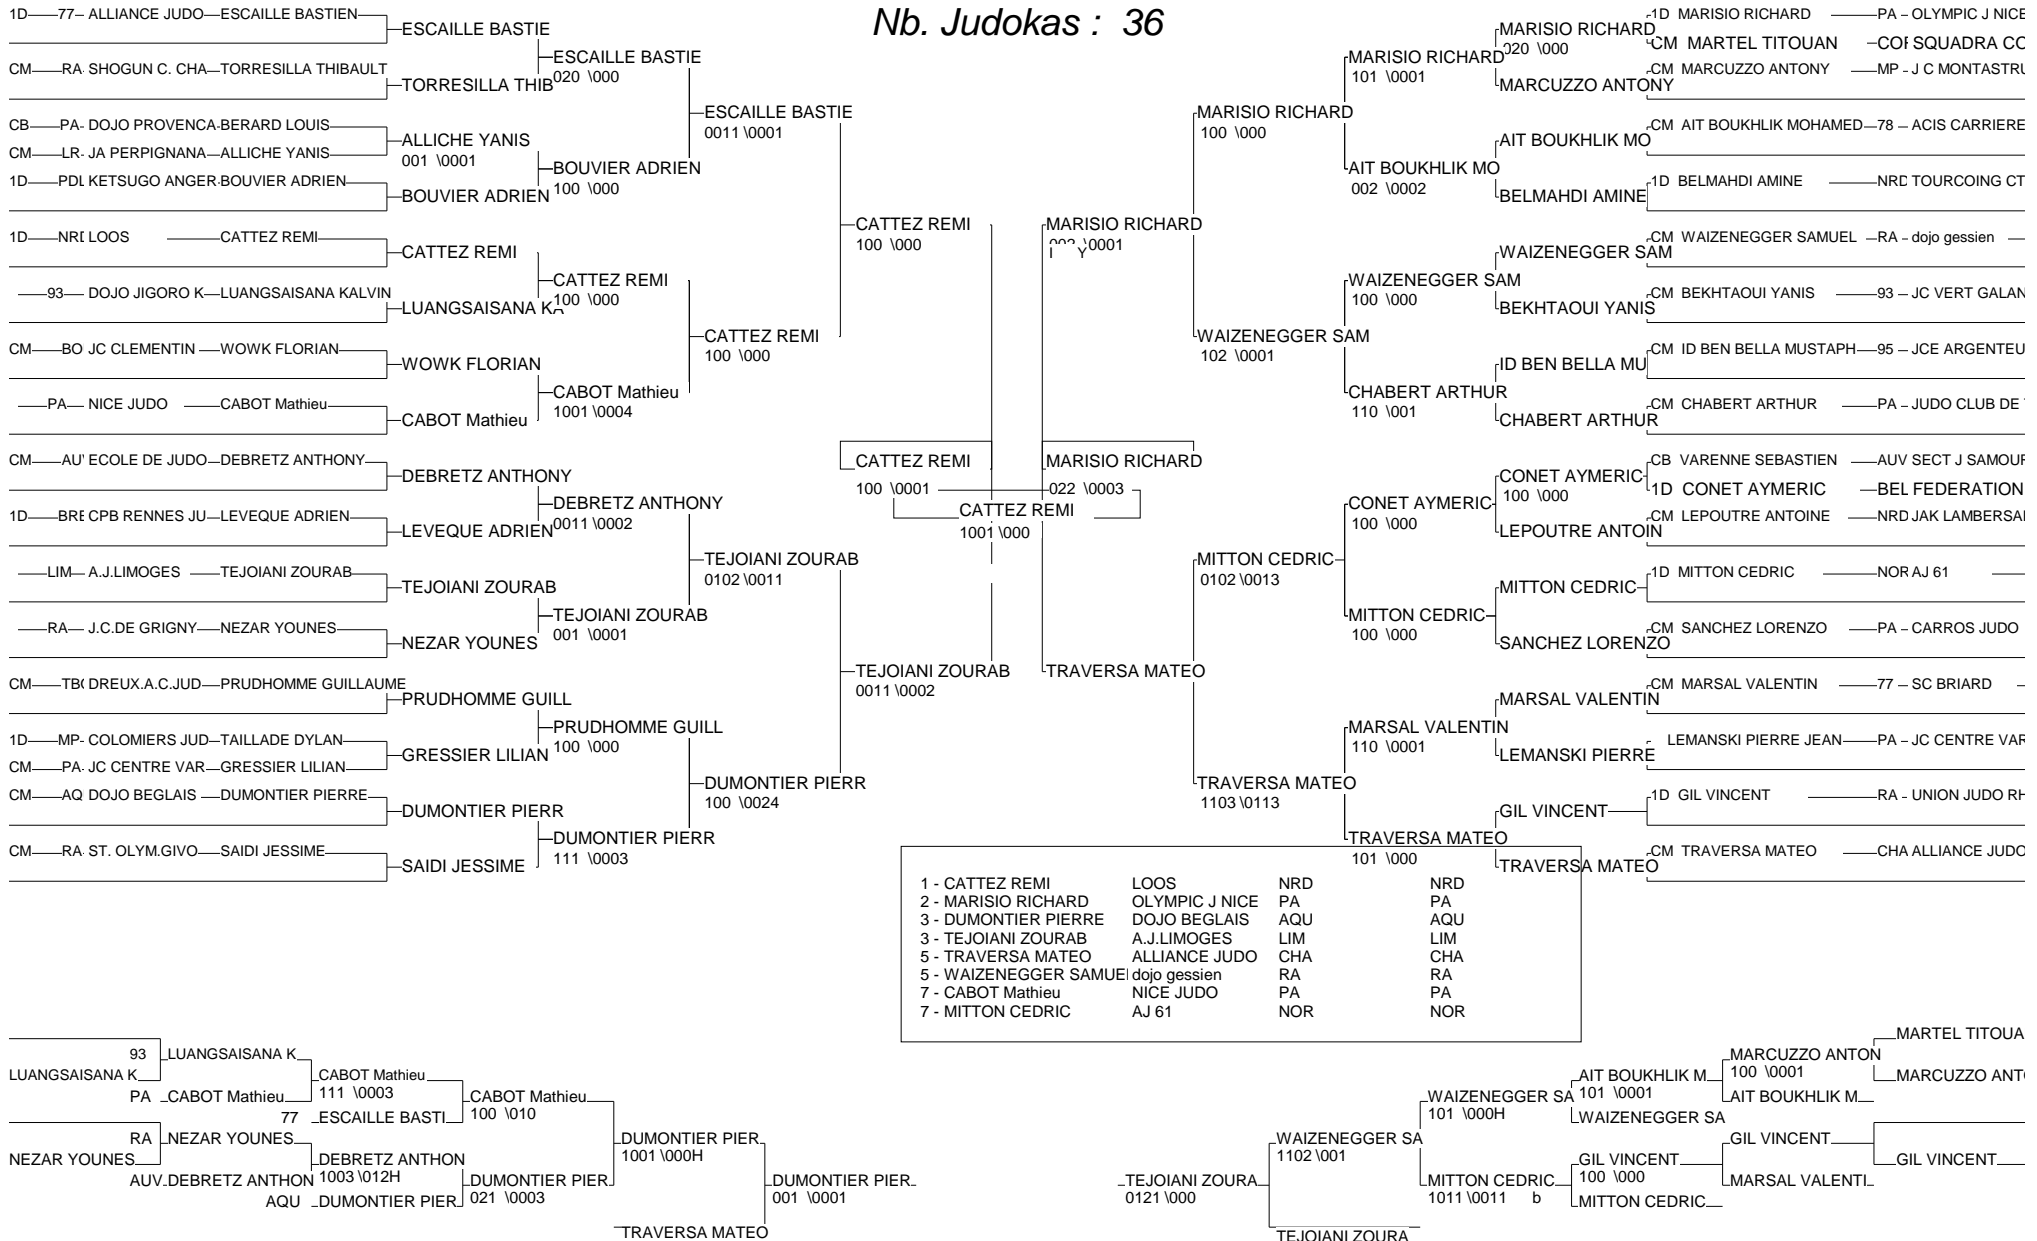 Nb. Judokas : 36
1D 77 ALLIANCE JUDO ESCAILLE BASTIEN
ESCAILLE BASTIE
ESCAILLE BASTIE
020 \000
CM RA SHOGUN C. CHA TORRESILLA THIBAULT
TORRESILLA THIB
ESCAILLE BASTIE
0011 \0001
CB PA DOJO PROVENCA BERARD LOUIS
ALLICHE YANIS
001 \0001
CM LR JA PERPIGNANA ALLICHE YANIS
BOUVIER ADRIEN
100 \000
1D PDL KETSUGO ANGER BOUVIER ADRIEN
BOUVIER ADRIEN
CATTEZ REMI
100 \000
1D NRD LOOS CATTEZ REMI
CATTEZ REMI
CATTEZ REMI
100 \000
93 DOJO JIGORO K LUANGSAISANA KALVIN
LUANGSAISANA KA
CATTEZ REMI
100 \000
CM BO JC CLEMENTIN WOWK FLORIAN
WOWK FLORIAN
CABOT Mathieu
1001 \0004
PA NICE JUDO CABOT Mathieu
CABOT Mathieu
CM AU ECOLE DE JUDO DEBRETZ ANTHONY
DEBRETZ ANTHONY
DEBRETZ ANTHONY
0011 \0002
1D BRE CPB RENNES JU LEVEQUE ADRIEN
LEVEQUE ADRIEN
TEJOIANI ZOURAB
0102 \0011
LIM A.J.LIMOGES TEJOIANI ZOURAB
TEJOIANI ZOURAB
TEJOIANI ZOURAB
001 \0001
RA J.C.DE GRIGNY NEZAR YOUNES
NEZAR YOUNES
TEJOIANI ZOURAB
0011 \0002
CM TBO DREUX.A.C.JUD PRUDHOMME GUILLAUME
PRUDHOMME GUILL
PRUDHOMME GUILL
100 \000
1D MP COLOMIERS JUD TAILLADE DYLAN
GRESSIER LILIAN
CM PA JC CENTRE VAR GRESSIER LILIAN
DUMONTIER PIERR
100 \0024
CM AQ DOJO BEGLAIS DUMONTIER PIERRE
DUMONTIER PIERR
DUMONTIER PIERR
111 \0003
CM RA ST. OLYM.GIVO SAIDI JESSIME
SAIDI JESSIME
CATTEZ REMI
100 \0001
MARISIO RICHARD
022 \0003
CATTEZ REMI
1001 \000
MARISIO RICHARD
\0001
TRAVERSA MATEO
MARISIO RICHARD
100 \000
WAIZENEGGER SAM
102 \0001
MITTON CEDRIC
0102 \0013
TRAVERSA MATEO
1103 \0113
MARISIO RICHARD
101 \0001
AIT BOUKHLIK MO
002 \0002
WAIZENEGGER SAM
100 \000
CHABERT ARTHUR
110 \001
CONET AYMERIC
100 \000
MITTON CEDRIC
100 \000
MARSAL VALENTIN
110 \0001
TRAVERSA MATEO
101 \000
MARISIO RICHARD
020 \000
MARCUZZO ANTONY
AIT BOUKHLIK MO
BELMAHDI AMINE
WAIZENEGGER SAM
BEKHTAOUI YANIS
ID BEN BELLA MU
CHABERT ARTHUR
CONET AYMERIC
100 \000
LEPOUTRE ANTOIN
MITTON CEDRIC
SANCHEZ LORENZO
MARSAL VALENTIN
LEMANSKI PIERRE
GIL VINCENT
TRAVERSA MATEO
1D MARISIO RICHARD PA OLYMPIC J NICE
CM MARTEL TITOUAN COR SQUADRA CO
CM MARCUZZO ANTONY MP J C MONTASTRU
CM AIT BOUKHLIK MOHAMED 78 ACIS CARRIERE
1D BELMAHDI AMINE NRD TOURCOING CT
CM WAIZENEGGER SAMUEL RA dojo gessien
CM BEKHTAOUI YANIS 93 JC VERT GALAN
CM ID BEN BELLA MUSTAPH 95 JCE ARGENTEU
CM CHABERT ARTHUR PA JUDO CLUB DE
CB VARENNE SEBASTIEN AUV SECT J SAMOUR
1D CONET AYMERIC BEL FEDERATION
CM LEPOUTRE ANTOINE NRD JAK LAMBERSA
1D MITTON CEDRIC NOR AJ 61
CM SANCHEZ LORENZO PA CARROS JUDO
CM MARSAL VALENTIN 77 SC BRIARD
LEMANSKI PIERRE JEAN PA JC CENTRE VAR
1D GIL VINCENT RA UNION JUDO RH
CM TRAVERSA MATEO CHA ALLIANCE JUDO
1 - CATTEZ REMI LOOS NRD NRD
2 - MARISIO RICHARD OLYMPIC J NICE PA PA
3 - DUMONTIER PIERRE DOJO BEGLAIS AQU AQU
3 - TEJOIANI ZOURAB A.J.LIMOGES LIM LIM
5 - TRAVERSA MATEO ALLIANCE JUDO CHA CHA
5 - WAIZENEGGER SAMUEL dojo gessien RA RA
7 - CABOT Mathieu NICE JUDO PA PA
7 - MITTON CEDRIC AJ 61 NOR NOR
93 LUANGSAISANA K
LUANGSAISANA K
PA CABOT Mathieu
CABOT Mathieu
111 \0003
77 ESCAILLE BASTI
CABOT Mathieu
100 \010
RA NEZAR YOUNES
NEZAR YOUNES
AUV DEBRETZ ANTHON
DEBRETZ ANTHON
1003 \012H
AQU DUMONTIER PIER
DUMONTIER PIER
021 \0003
DUMONTIER PIER
1001 \000H
TRAVERSA MATEO
DUMONTIER PIER
001 \0001
TEJOIANI ZOURA
0121 \000
WAIZENEGGER SA
1102 \001
TEJOIANI ZOURA
WAIZENEGGER SA
101 \000H
MITTON CEDRIC
1011 \0011 b
AIT BOUKHLIK M
101 \0001
WAIZENEGGER SA
GIL VINCENT
100 \000
MITTON CEDRIC
MARCUZZO ANTON
100 \0001
AIT BOUKHLIK M
GIL VINCENT
MARSAL VALENTI
MARTEL TITOUA
MARCUZZO ANT
GIL VINCENT